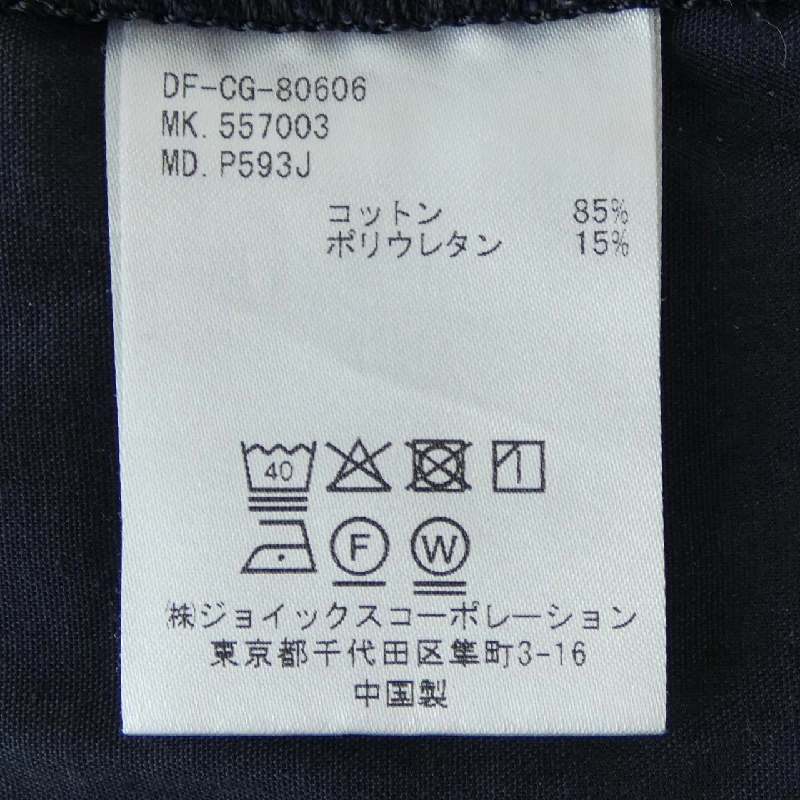 DF-CG-80606
MK. 557003
MD. P593J
コットン 85%
ポリウレタン 15%
40
F W
㈱ジョイックスコーポレーション
東京都千代田区隼町3-16
中国製